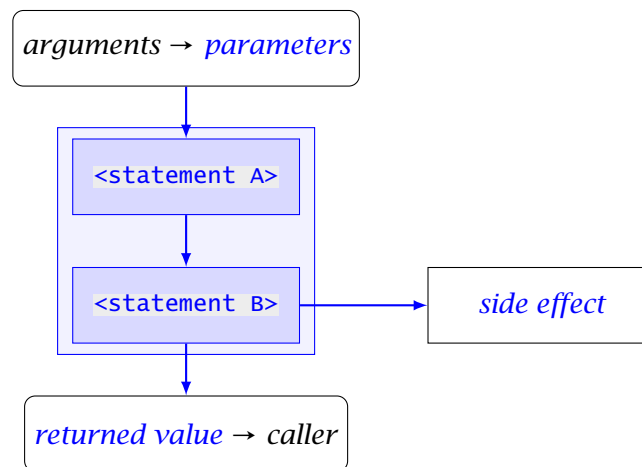 arguments → parameters
<statement A>
<statement B>
side effect
returned value → caller